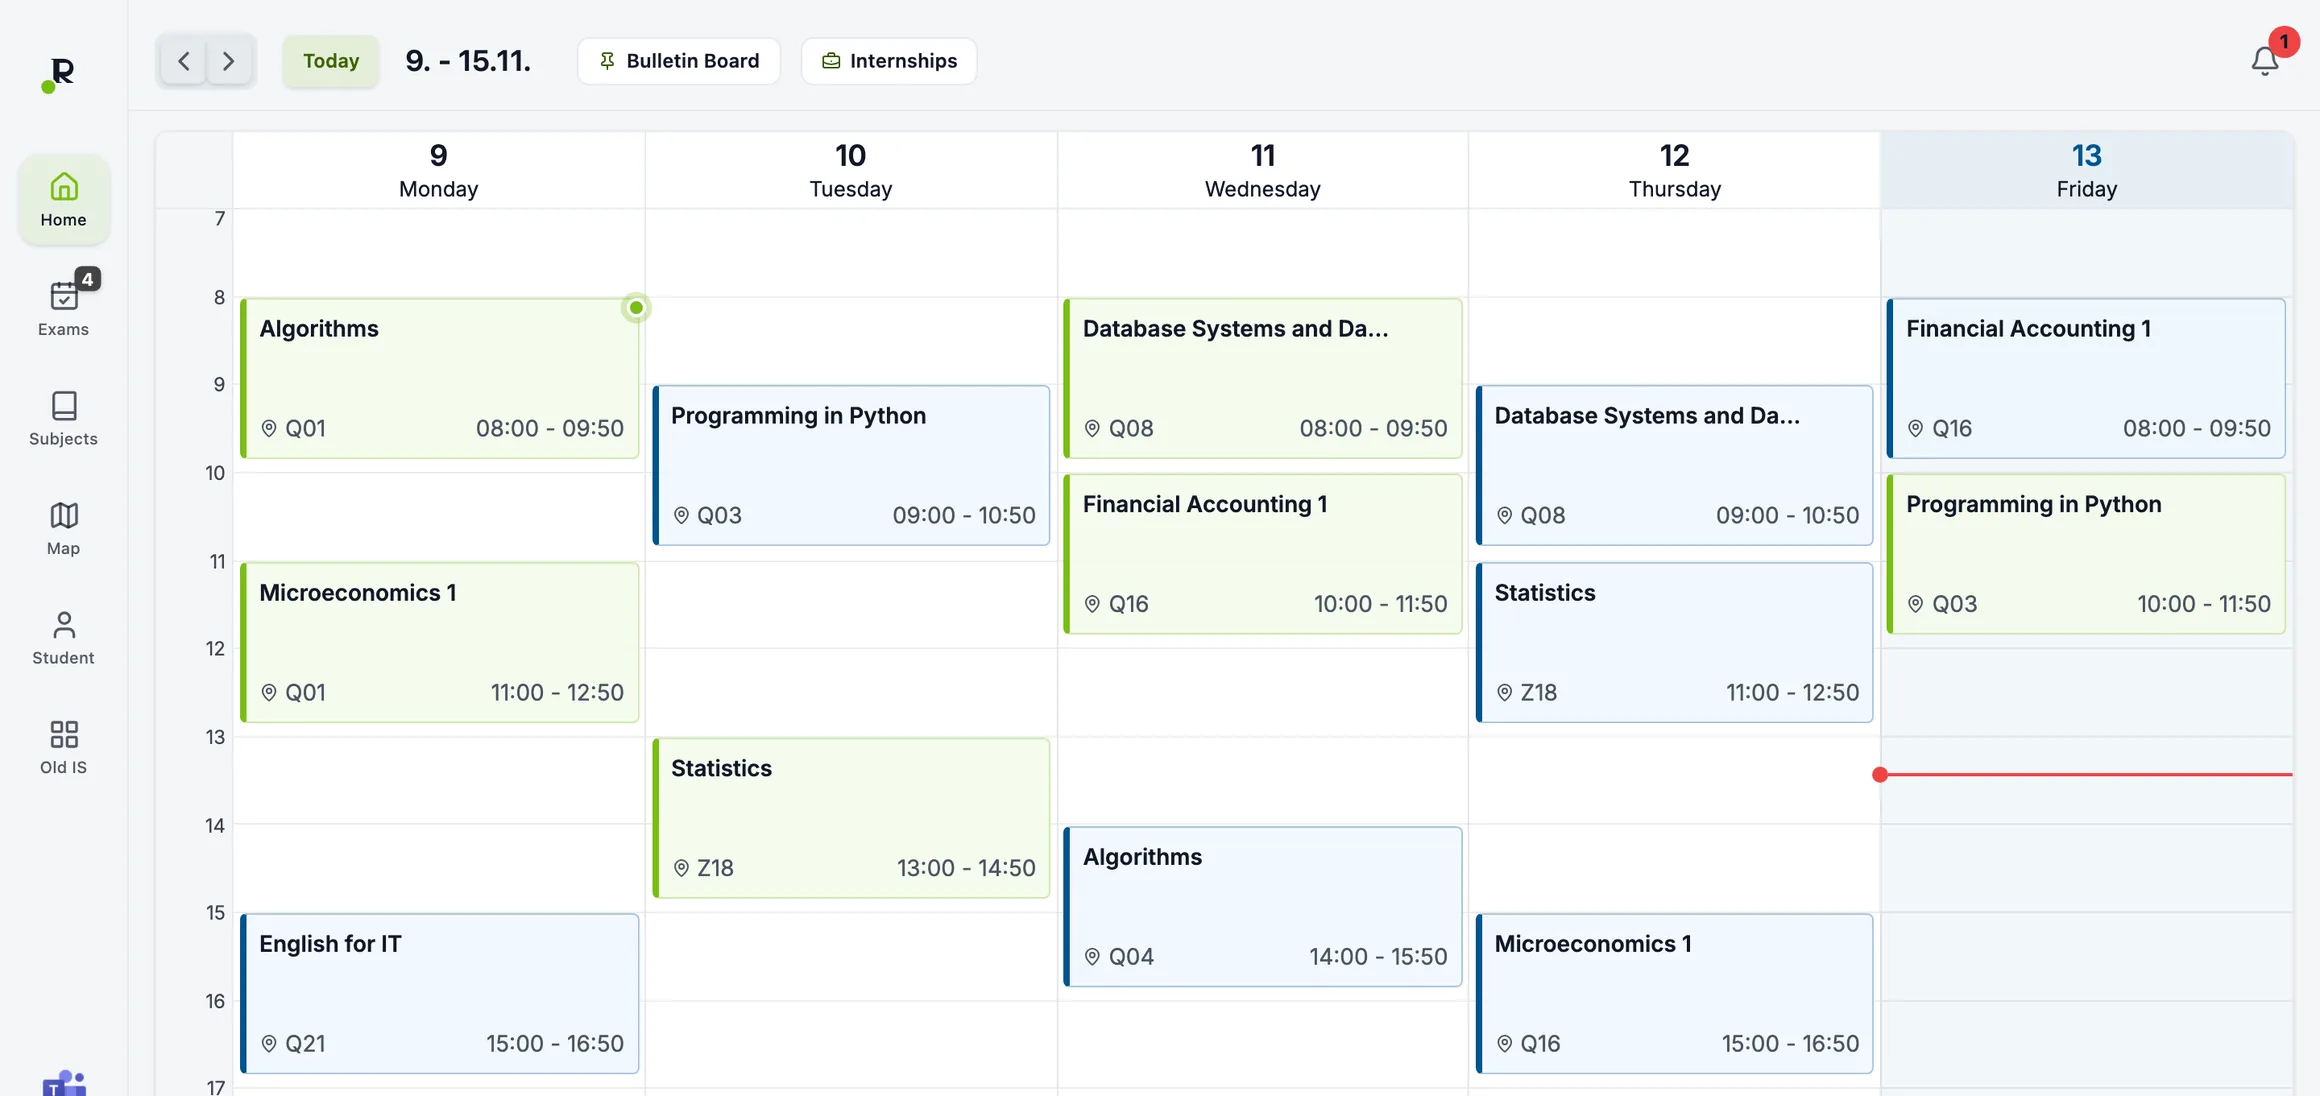 R
Today
9. - 15.11.
Bulletin Board
Internships
1
Home
4
Exams
Subjects
Map
Student
Old IS
T
9
Monday
10
Tuesday
11
Wednesday
12
Thursday
13
Friday
7
8
9
10
11
12
13
14
15
16
17
Algorithms
Q01 08:00 - 09:50
Microeconomics 1
Q01 11:00 - 12:50
English for IT
Q21 15:00 - 16:50
Programming in Python
Q03 09:00 - 10:50
Statistics
Z18 13:00 - 14:50
Database Systems and Da...
Q08 08:00 - 09:50
Financial Accounting 1
Q16 10:00 - 11:50
Algorithms
Q04 14:00 - 15:50
Database Systems and Da...
Q08 09:00 - 10:50
Statistics
Z18 11:00 - 12:50
Microeconomics 1
Q16 15:00 - 16:50
Financial Accounting 1
Q16 08:00 - 09:50
Programming in Python
Q03 10:00 - 11:50